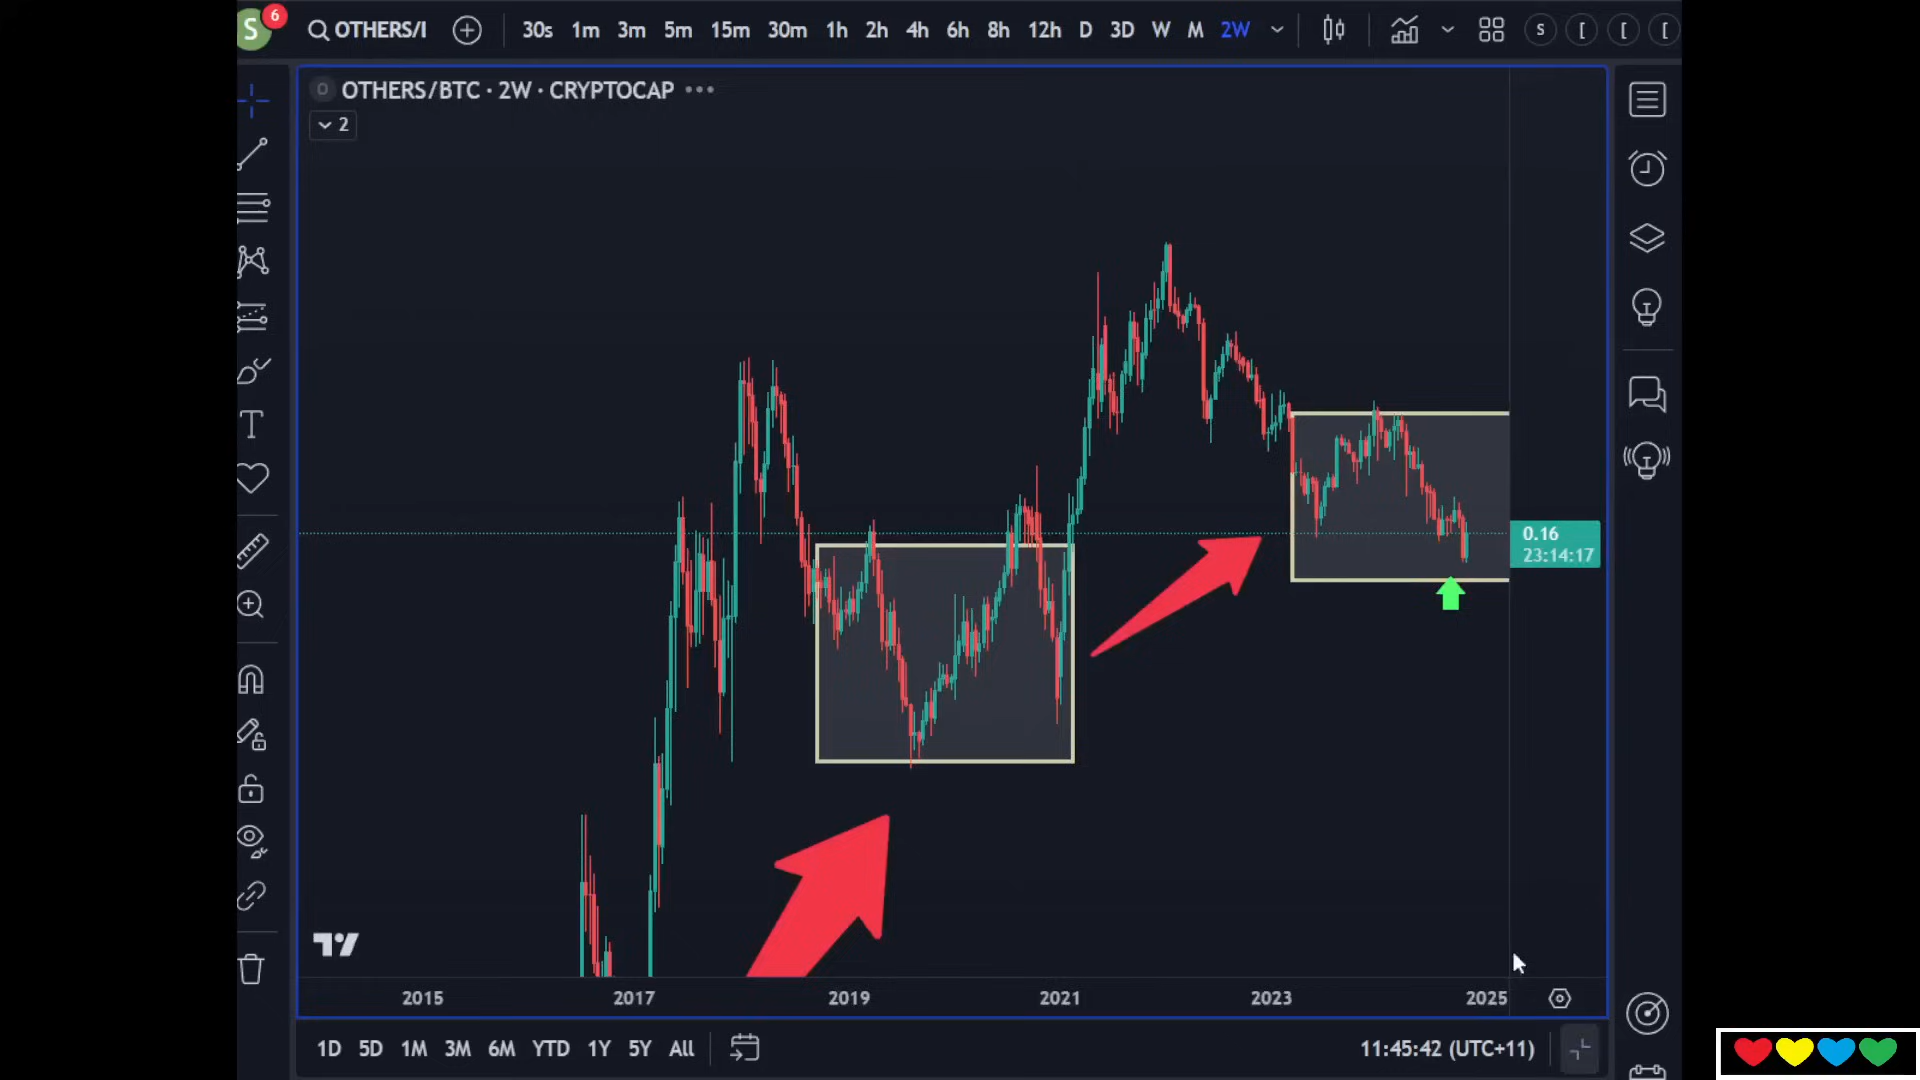 S 6 OTHERS/I 30s 1m 3m 5m 15m 30m 1h 2h 4h 6h 8h 12h D 3D W M 2W S [ [ [
O OTHERS/BTC · 2W · CRYPTOCAP
2
0.16
23:14:17
2015 2017 2019 2021 2023 2025
1D 5D 1M 3M 6M YTD 1Y 5Y All 11:45:42 (UTC+11)